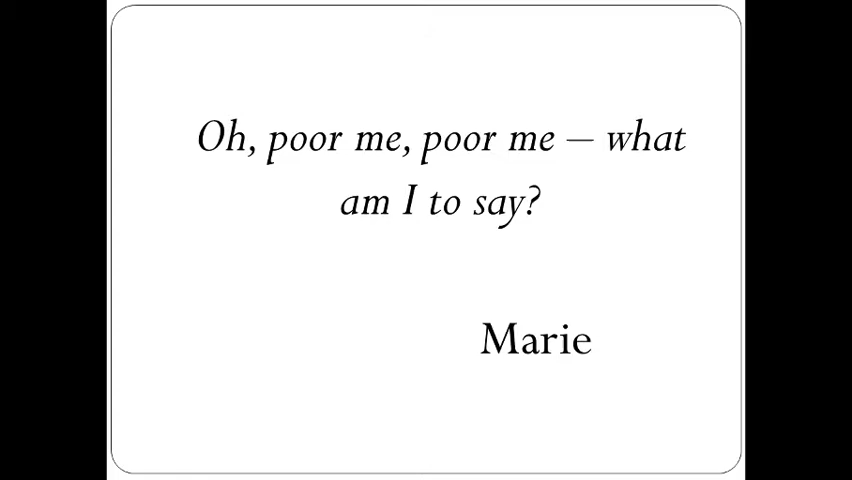 Oh, poor me, poor me – what
am I to say?
Marie